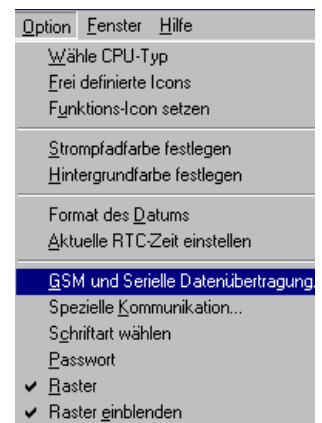 Option Fenster Hilfe
Wähle CPU-Typ
Frei definierte Icons
Funktions-Icon setzen
Strompfadfarbe festlegen
Hintergrundfarbe festlegen
Format des Datums
Aktuelle RTC-Zeit einstellen
GSM und Serielle Datenübertragung.
Spezielle Kommunikation...
Schriftart wählen
Passwort
✔ Raster
✔ Raster einblenden